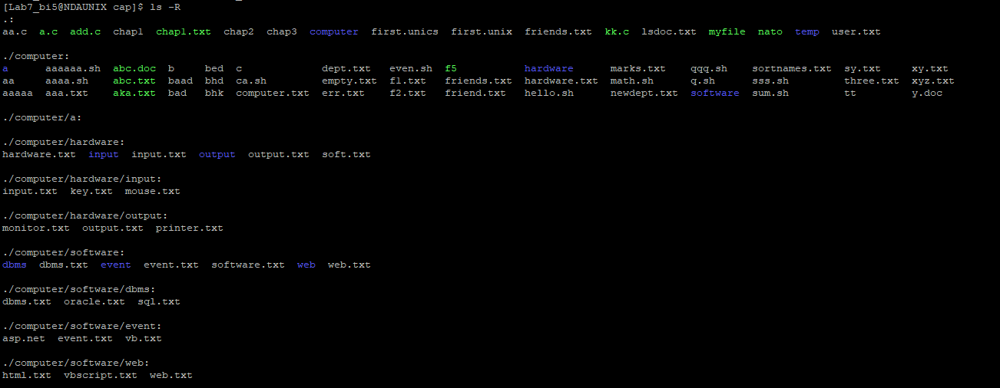 [Lab7_bi5@NDAUNIX cap]$ ls -R
.:
aa.c  a.c  add.c  chap1  chap1.txt  chap2  chap3  computer  first.unics  first.unix  friends.txt  kk.c  lsdoc.txt  myfile  nato  temp  user.txt
./computer:
a      aaaaaa.sh  abc.doc  b     bed  c             dept.txt   even.sh  f5           hardware      marks.txt    qqq.sh    sortnames.txt  sy.txt     xy.txt
aa     aaaa.sh    abc.txt  baad  bhd  ca.sh         empty.txt  f1.txt   friends.txt  hardware.txt  math.sh      q.sh      sss.sh         three.txt  xyz.txt
aaaaa  aaa.txt    aka.txt  bad   bhk  computer.txt  err.txt    f2.txt   friend.txt   hello.sh      newdept.txt  software  sum.sh         tt         y.doc
./computer/a:
./computer/hardware:
hardware.txt  input  input.txt  output  output.txt  soft.txt
./computer/hardware/input:
input.txt  key.txt  mouse.txt
./computer/hardware/output:
monitor.txt  output.txt  printer.txt
./computer/software:
dbms  dbms.txt  event  event.txt  software.txt  web  web.txt
./computer/software/dbms:
dbms.txt  oracle.txt  sql.txt
./computer/software/event:
asp.net  event.txt  vb.txt
./computer/software/web:
html.txt  vbscript.txt  web.txt